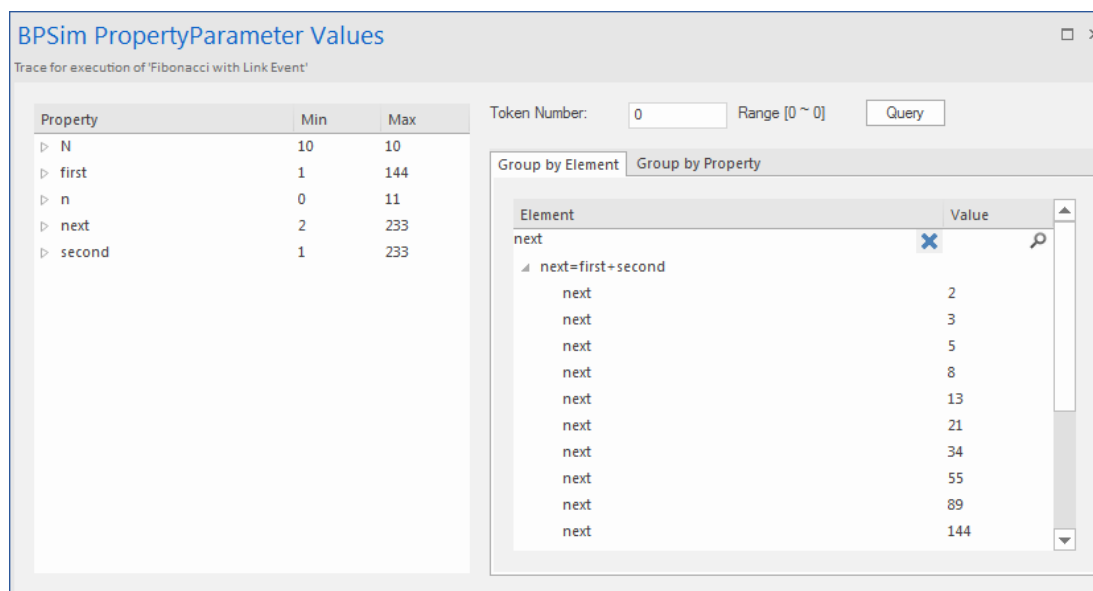 BPSim PropertyParameter Values
Trace for execution of 'Fibonacci with Link Event'
Property Min Max
N 10 10
first 1 144
n 0 11
next 2 233
second 1 233
Token Number: 0 Range [0 ~ 0] Query
Group by Element Group by Property
Element Value
next
next=first+second
next 2
next 3
next 5
next 8
next 13
next 21
next 34
next 55
next 89
next 144